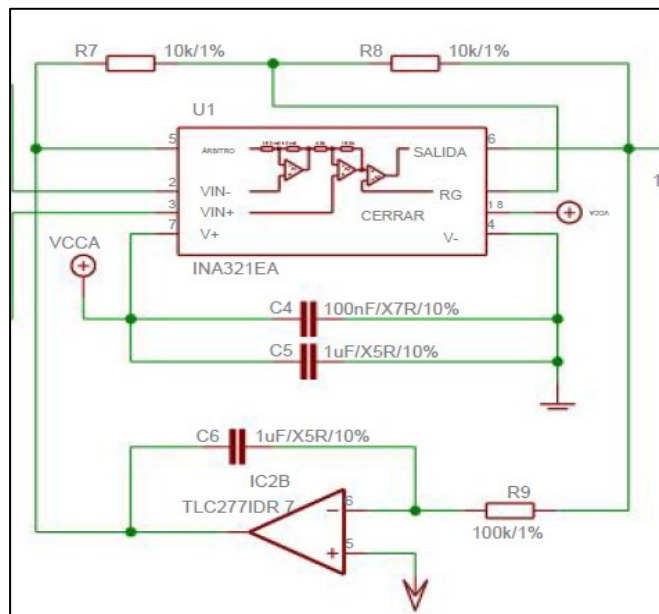 R7 10k/1% R8 10k/1%
U1
5 ÁRBITRO SALIDA 6
2 VIN- RG
3 VIN+ CERRAR 1 8 VCCA
7 V+ V- 4
VCCA
INA321EA
C4 100nF/X7R/10%
C5 1uF/X5R/10%
C6 1uF/X5R/10%
IC2B
TLC277IDR 7
6 − R9
100k/1%
5 +
1